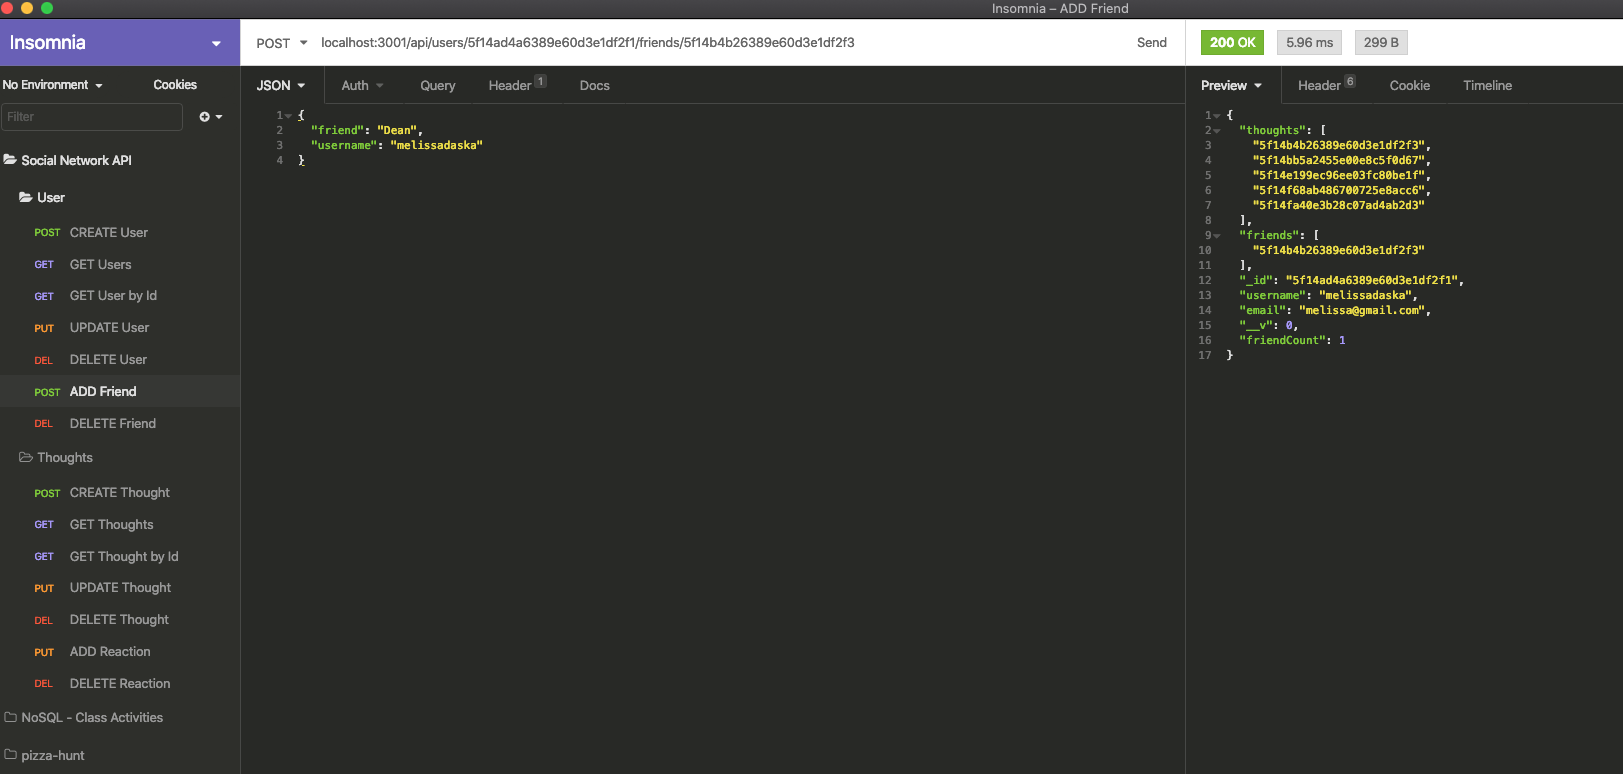 Insomnia – ADD Friend
Insomnia
POST localhost:3001/api/users/5f14ad4a6389e60d3e1df2f1/friends/5f14b4b26389e60d3e1df2f3 Send
200 OK 5.96 ms 299 B
No Environment Cookies
JSON Auth Query Header 1 Docs
Preview Header 6 Cookie Timeline
Filter
Social Network API
User
POST CREATE User
GET GET Users
GET GET User by Id
PUT UPDATE User
DEL DELETE User
POST ADD Friend
DEL DELETE Friend
Thoughts
POST CREATE Thought
GET GET Thoughts
GET GET Thought by Id
PUT UPDATE Thought
DEL DELETE Thought
PUT ADD Reaction
DEL DELETE Reaction
NoSQL - Class Activities
pizza-hunt
1 {
2 "friend": "Dean",
3 "username": "melissadaska"
4 }
1 {
2 "thoughts": [
3 "5f14b4b26389e60d3e1df2f3",
4 "5f14bb5a2455e00e8c5f0d67",
5 "5f14e199ec96ee03fc80be1f",
6 "5f14f68ab486700725e8acc6",
7 "5f14fa40e3b28c07ad4ab2d3"
8 ],
9 "friends": [
10 "5f14b4b26389e60d3e1df2f3"
11 ],
12 "_id": "5f14ad4a6389e60d3e1df2f1",
13 "username": "melissadaska",
14 "email": "melissa@gmail.com",
15 "__v": 0,
16 "friendCount": 1
17 }